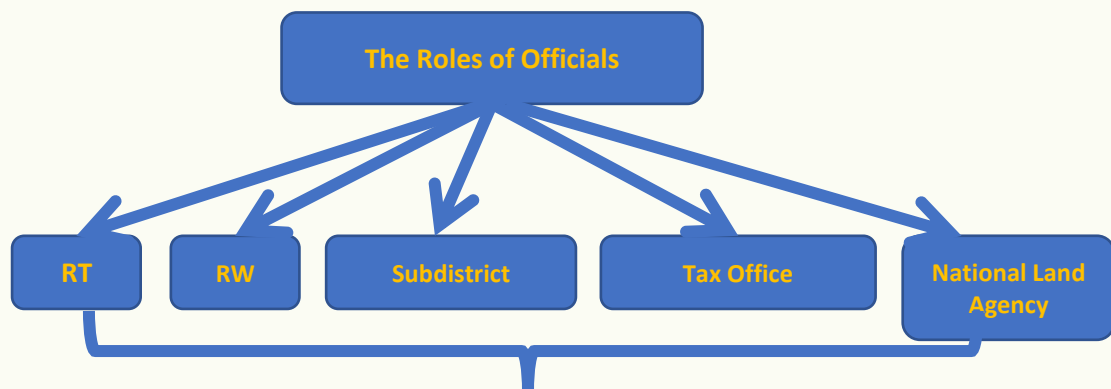 The Roles of Officials
RT
RW
Subdistrict
Tax Office
National Land
Agency